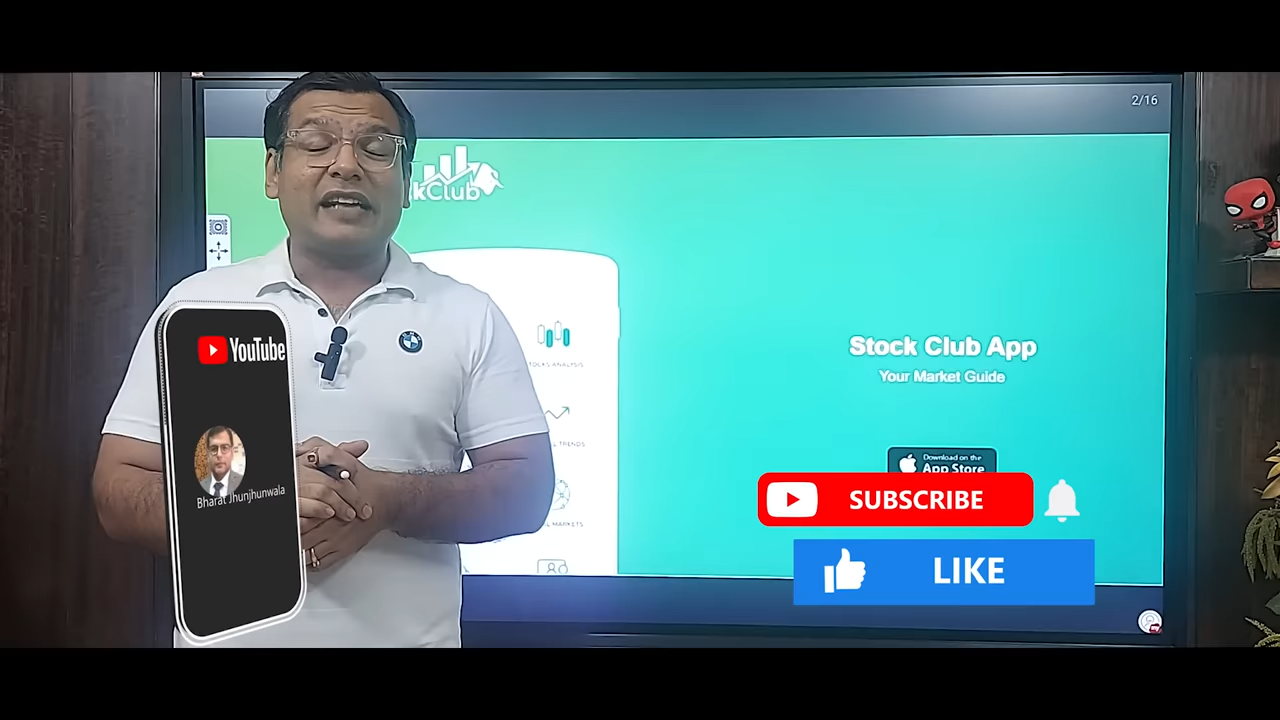 2/16
kClub
YouTube
Bharat Jhunjhunwala
Stock Club App
Your Market Guide
Download on the
App Store
SUBSCRIBE
LIKE